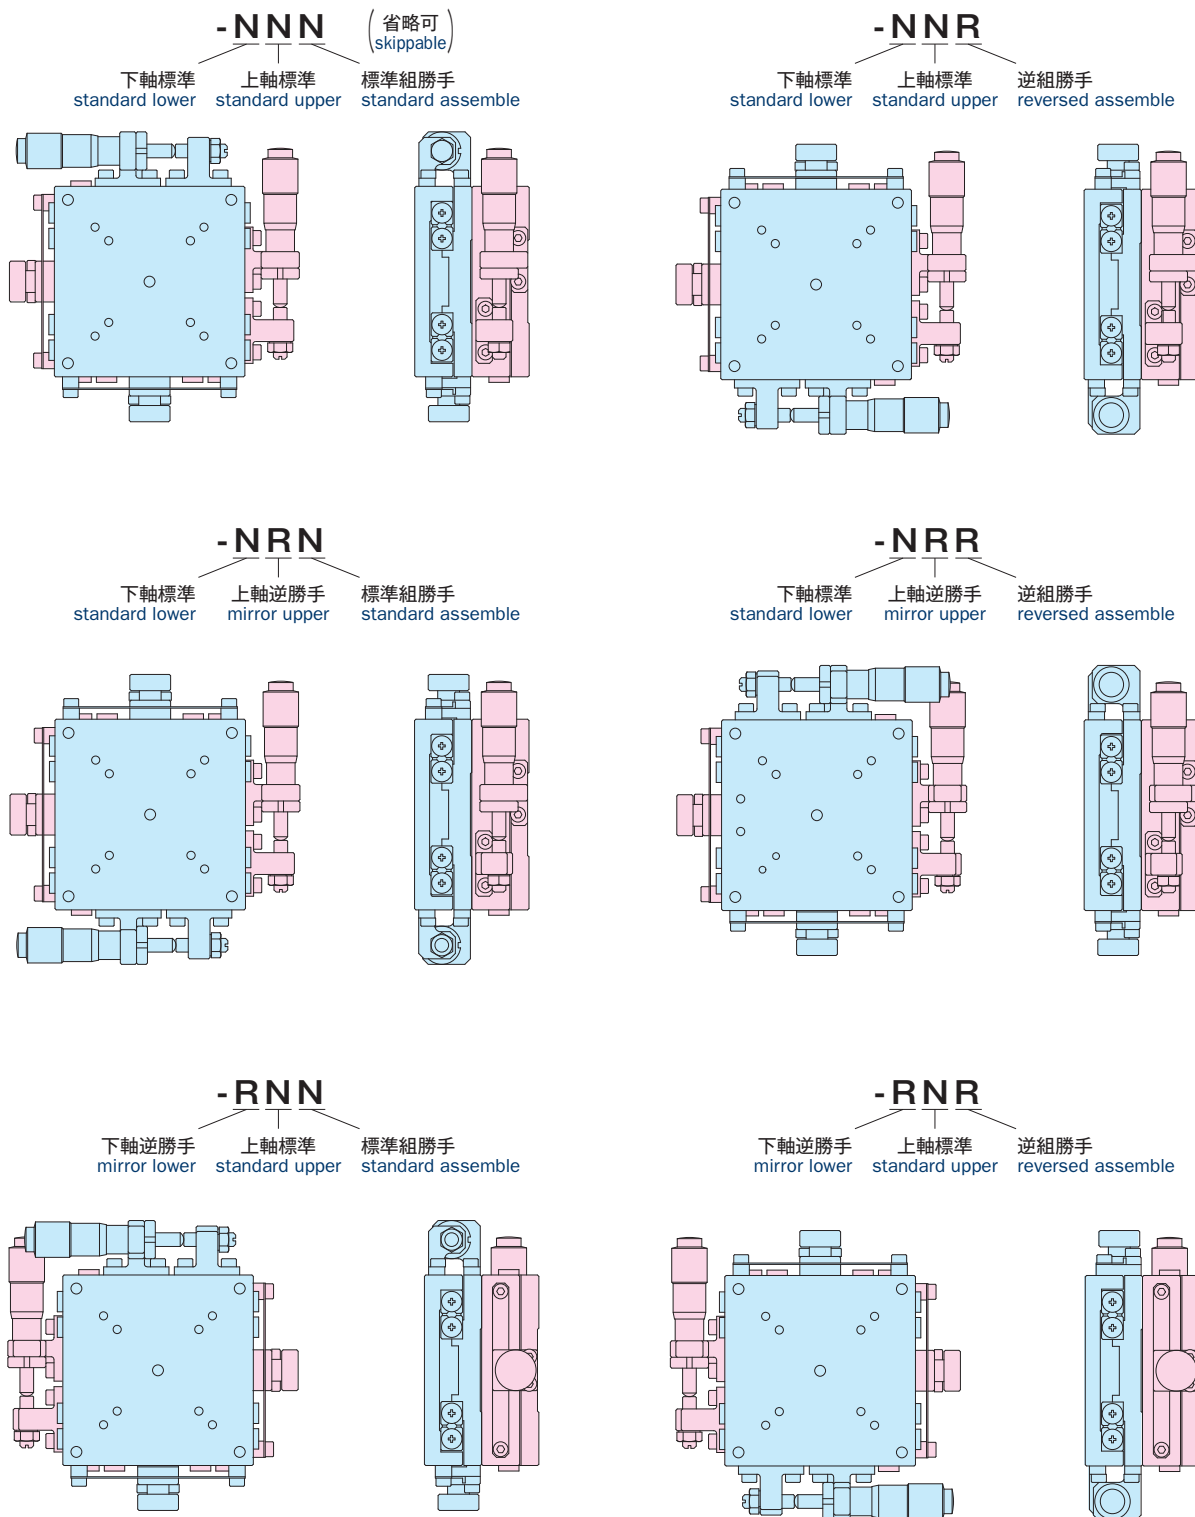 -NNN (省略可 skippable)
下軸標準 上軸標準 標準組勝手
standard lower standard upper standard assemble
-NNR
下軸標準 上軸標準 逆組勝手
standard lower standard upper reversed assemble
-NRN
下軸標準 上軸逆勝手 標準組勝手
standard lower mirror upper standard assemble
-NRR
下軸標準 上軸逆勝手 逆組勝手
standard lower mirror upper reversed assemble
-RNN
下軸逆勝手 上軸標準 標準組勝手
mirror lower standard upper standard assemble
-RNR
下軸逆勝手 上軸標準 逆組勝手
mirror lower standard upper reversed assemble